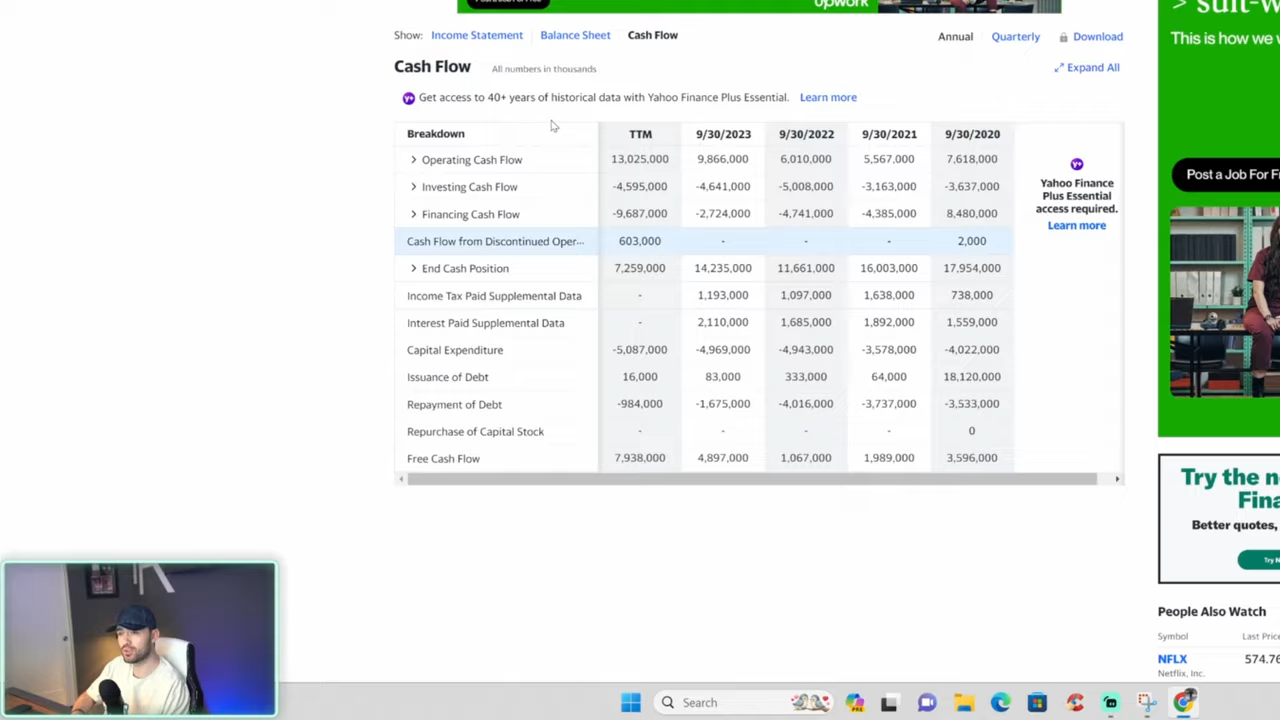 upwork
Show: Income Statement Balance Sheet Cash Flow Annual Quarterly Download
Cash Flow All numbers in thousands Expand All
Get access to 40+ years of historical data with Yahoo Finance Plus Essential. Learn more
Breakdown TTM 9/30/2023 9/30/2022 9/30/2021 9/30/2020
Operating Cash Flow 13,025,000 9,866,000 6,010,000 5,567,000 7,618,000
Investing Cash Flow -4,595,000 -4,641,000 -5,008,000 -3,163,000 -3,637,000
Financing Cash Flow -9,687,000 -2,724,000 -4,741,000 -4,385,000 8,480,000
Cash Flow from Discontinued Oper... 603,000 - - - 2,000
End Cash Position 7,259,000 14,235,000 11,661,000 16,003,000 17,954,000
Income Tax Paid Supplemental Data - 1,193,000 1,097,000 1,638,000 738,000
Interest Paid Supplemental Data - 2,110,000 1,685,000 1,892,000 1,559,000
Capital Expenditure -5,087,000 -4,969,000 -4,943,000 -3,578,000 -4,022,000
Issuance of Debt 16,000 83,000 333,000 64,000 18,120,000
Repayment of Debt -984,000 -1,675,000 -4,016,000 -3,737,000 -3,533,000
Repurchase of Capital Stock - - - - 0
Free Cash Flow 7,938,000 4,897,000 1,067,000 1,989,000 3,596,000
Yahoo Finance
Plus Essential
access required.
Learn more
> suit-w
This is how we
Post a Job For Fr
Try the n
Fina
Better quotes,
Try N
People Also Watch
Symbol Last Price
NFLX 574.76
Netflix, Inc.
Search